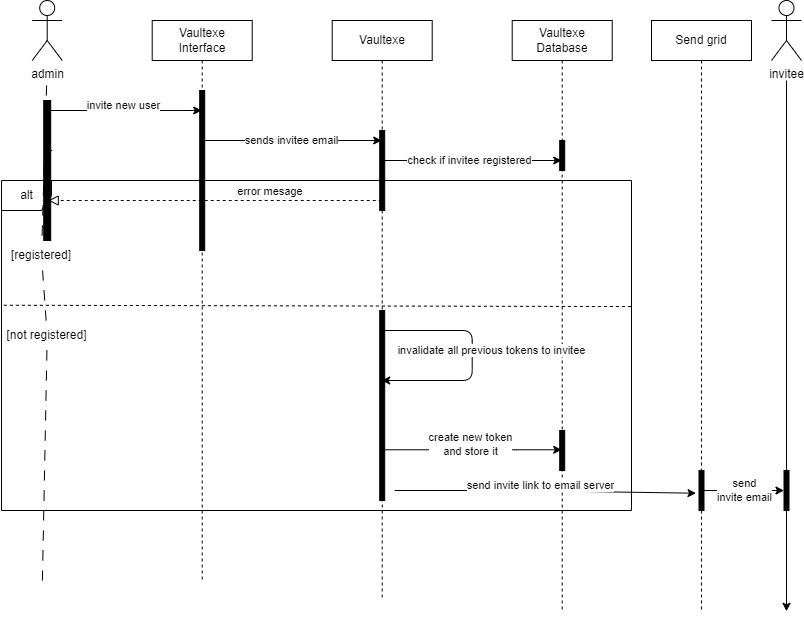 Vaultexe
Interface
Vaultexe
Vaultexe
Database
Send grid
admin
invitee
invite new user
sends invitee email
check if invitee registered
alt
error mesage
[registered]
[not registered]
invalidate all previous tokens to invitee
create new token
and store it
send invite link to email server
send
invite email